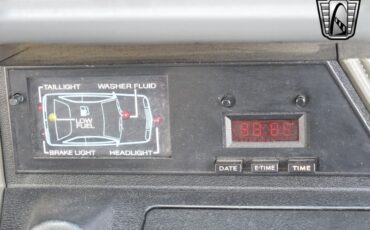 TAILLIGHT WASHER FLUID
LOW
FUEL
BRAKE LIGHT HEADLIGHT
DATE E-TIME TIME